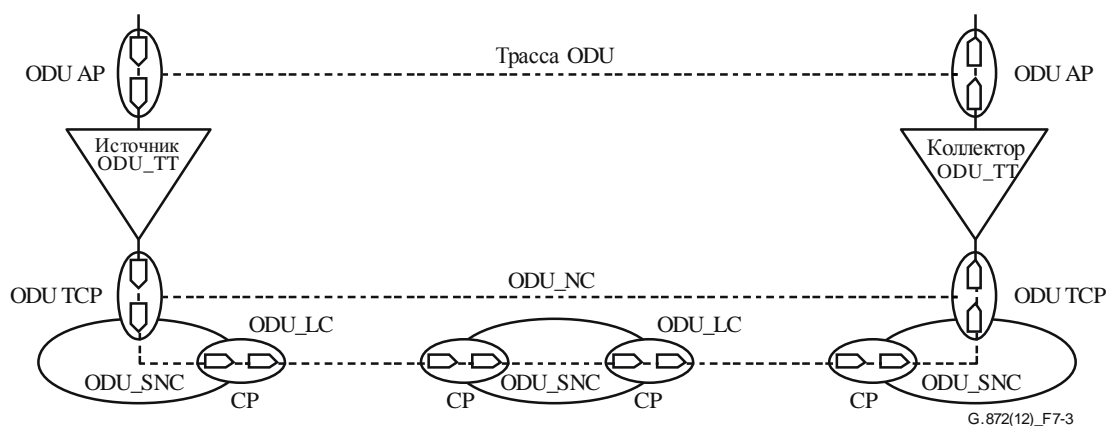 Трасса ODU
ODU AP
ODU AP
Источник
ODU_TT
Коллектор
ODU_TT
ODU_NC
ODU TCP
ODU TCP
ODU_LC
ODU_LC
ODU_SNC
ODU_SNC
ODU_SNC
CP
CP
CP
CP
G.872(12)_F7-3